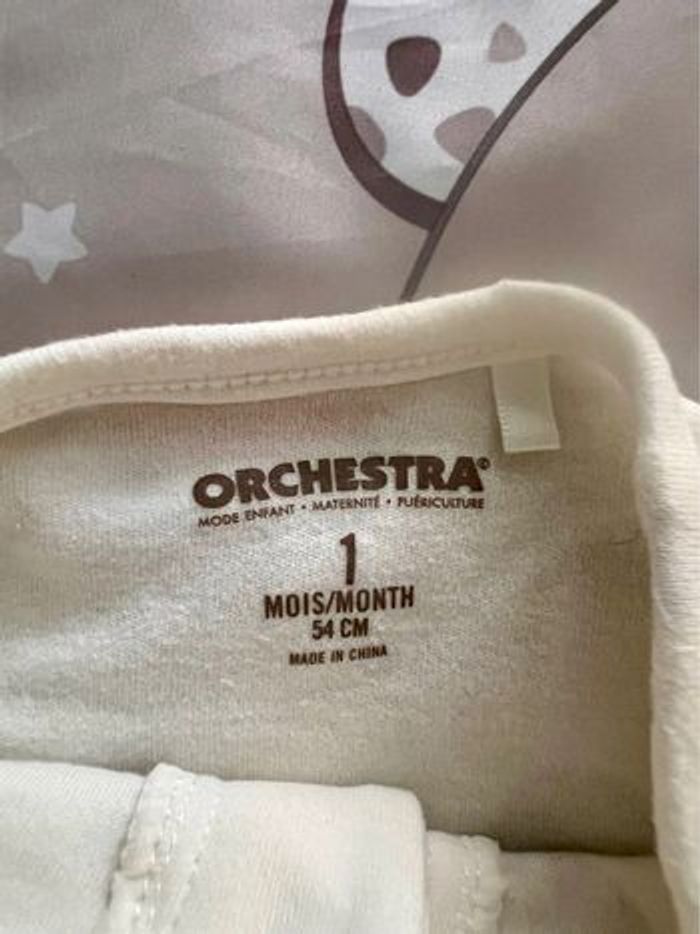 ORCHESTRA®
MODE ENFANT • MATERNITÉ • PUÉRICULTURE
1
MOIS/MONTH
54 CM
MADE IN CHINA